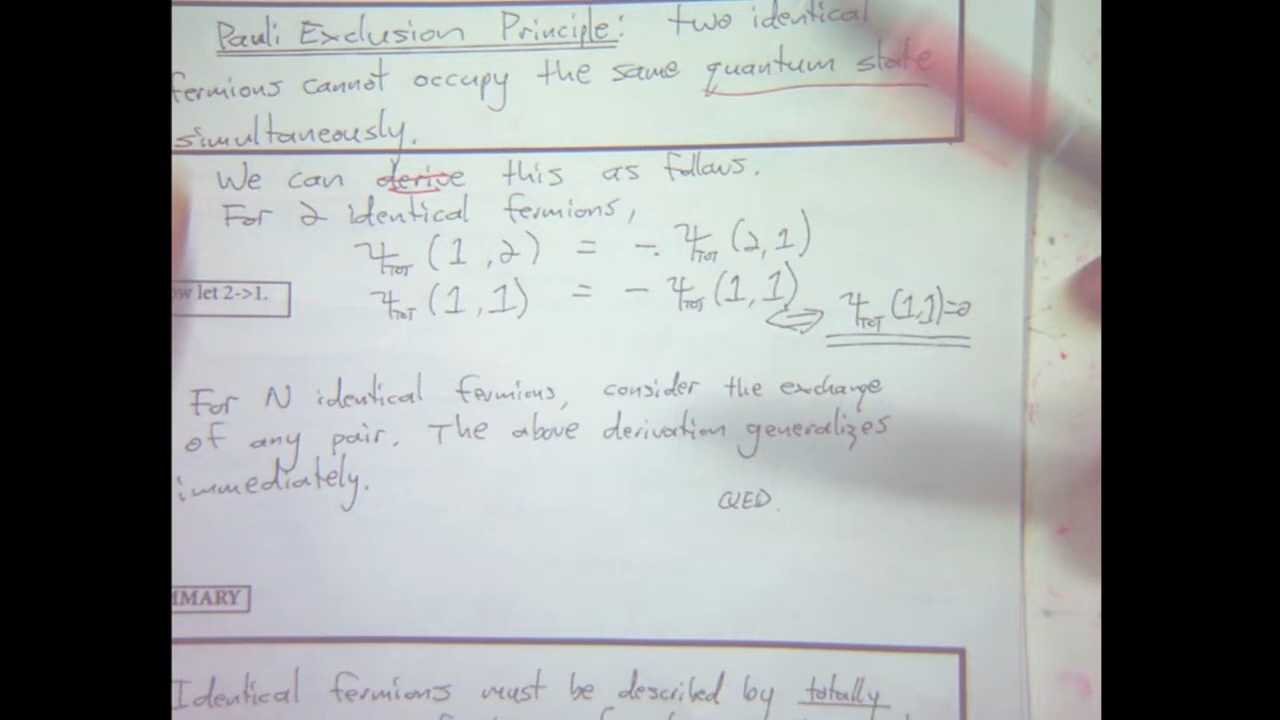 Pauli Exclusion Principle: two identical
fermions cannot occupy the same quantum state
simultaneously.
We can derive this as follows.
For 2 identical fermions,
Ψ_TOT (1,2) = - Ψ_TOT (2,1)
ow let 2->1.
Ψ_TOT (1,1) = - Ψ_TOT (1,1) ⇔ Ψ_TOT (1,1)=0
For N identical fermions, consider the exchange
of any pair. The above derivation generalizes
immediately.
QED.
MMARY
Identical fermions must be described by totally